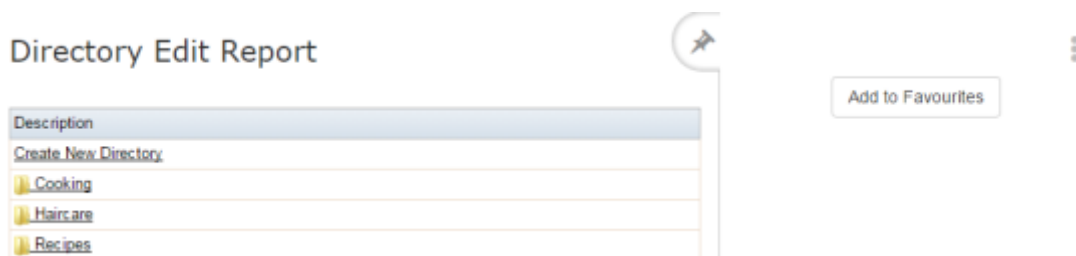 Directory Edit Report
Add to Favourites
Description
Create New Directory
Cooking
Haircare
Recipes